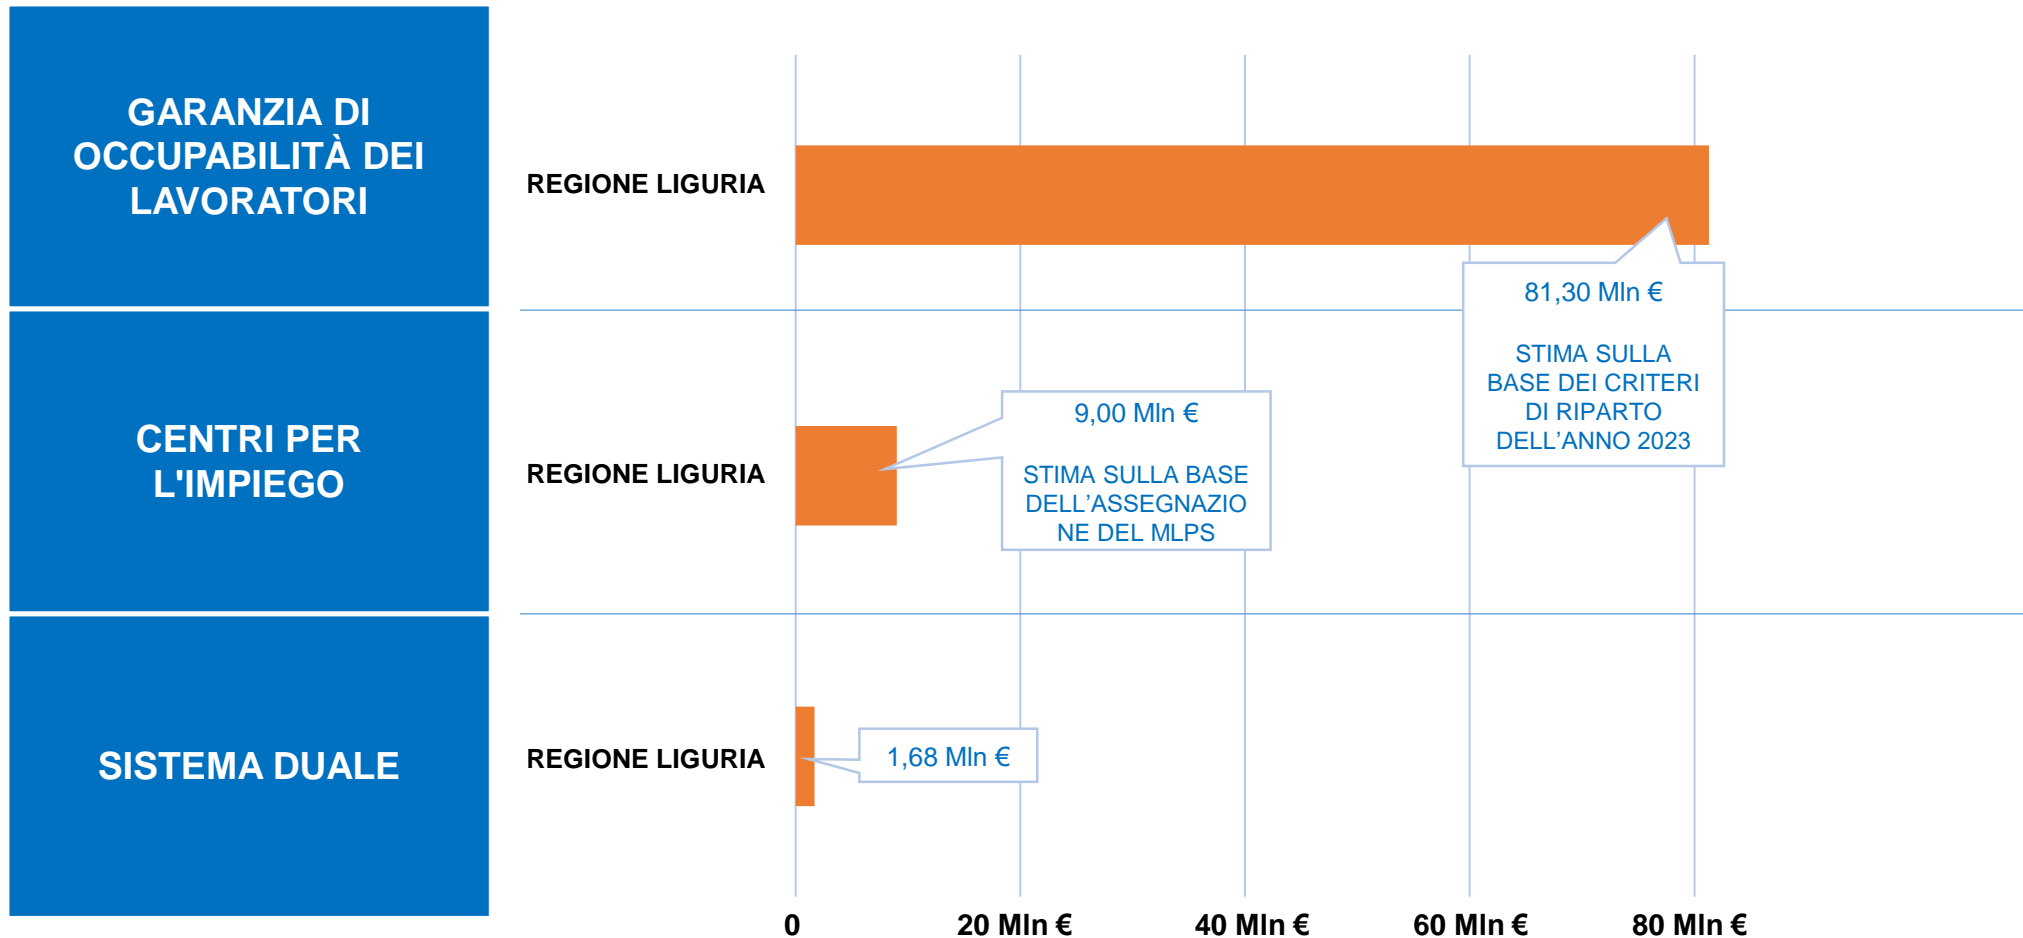 GARANZIA DI
OCCUPABILITÀ DEI
LAVORATORI
REGIONE LIGURIA
81,30 Mln €
STIMA SULLA
BASE DEI CRITERI
DI RIPARTO
DELL’ANNO 2023
CENTRI PER
L'IMPIEGO
REGIONE LIGURIA
9,00 Mln €
STIMA SULLA BASE
DELL’ASSEGNAZIO
NE DEL MLPS
SISTEMA DUALE
REGIONE LIGURIA
1,68 Mln €
0
20 Mln €
40 Mln €
60 Mln €
80 Mln €